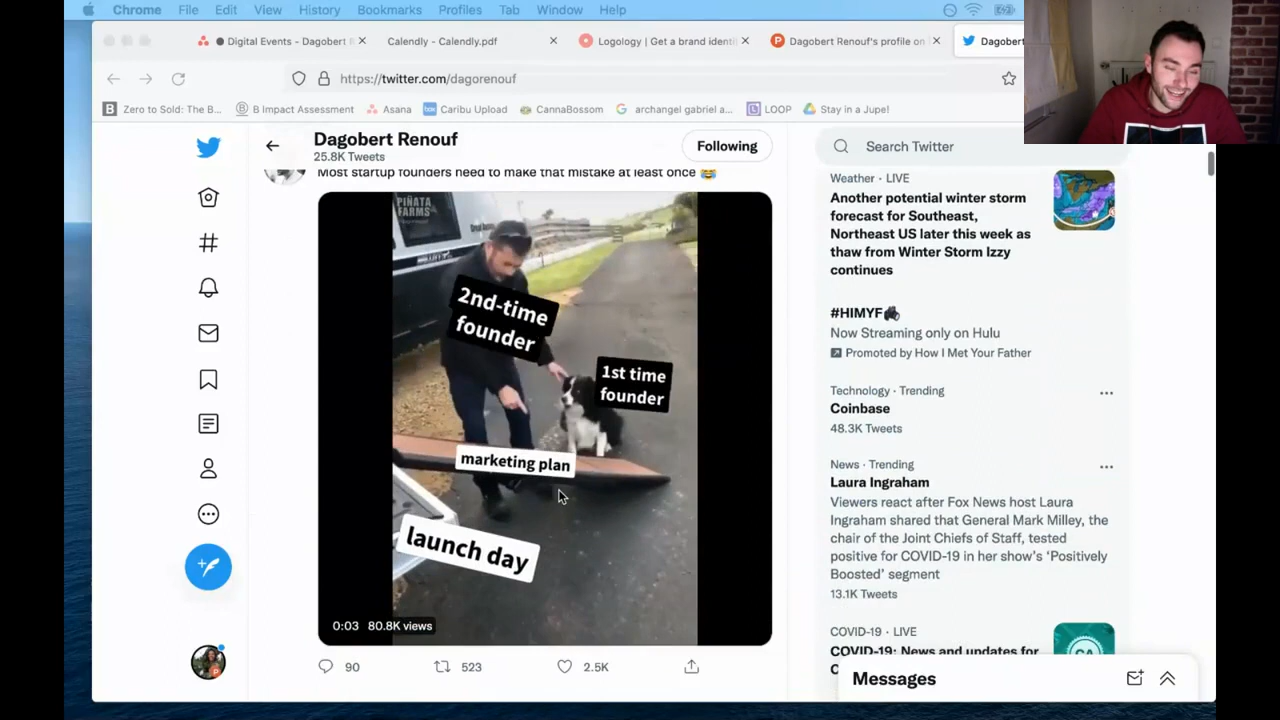 Chrome File Edit View History Bookmarks Profiles Tab Window Help
Digital Events - Dagobert R
Calendly - Calendly.pdf
Logology | Get a brand identi
Dagobert Renouf's profile on
Dagobert
https://twitter.com/dagorenouf
Zero to Sold: The B...
B Impact Assessment
Asana
Caribu Upload
CannaBossom
archangel gabriel a...
LOOP
Stay in a Jupe!
Dagobert Renouf
25.8K Tweets
Following
Most startup founders need to make that mistake at least once 😂
PIÑATA
FARMS
2nd-time
founder
1st time
founder
marketing plan
launch day
0:03 80.8K views
90 523 2.5K
Search Twitter
Weather · LIVE
Another potential winter storm
forecast for Southeast,
Northeast US later this week as
thaw from Winter Storm Izzy
continues
#HIMYF
Now Streaming only on Hulu
Promoted by How I Met Your Father
Technology · Trending
Coinbase
48.3K Tweets
News · Trending
Laura Ingraham
Viewers react after Fox News host Laura
Ingraham shared that General Mark Milley, the
chair of the Joint Chiefs of Staff, tested
positive for COVID-19 in her show's 'Positively
Boosted' segment
13.1K Tweets
COVID-19 · LIVE
COVID-19: News and updates for
Messages